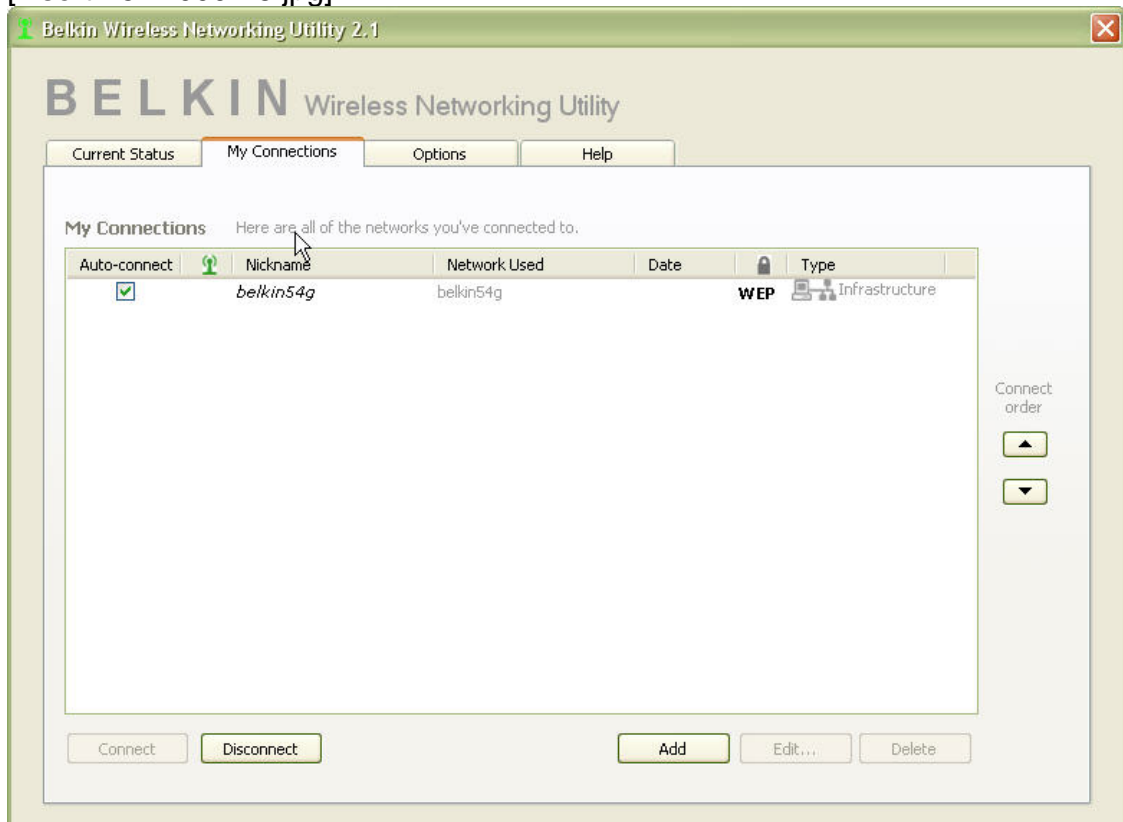 Belkin Wireless Networking Utility 2.1
BELKIN Wireless Networking Utility
Current Status My Connections Options Help
My Connections Here are all of the networks you've connected to.
Auto-connect Nickname Network Used Date Type
belkin54g belkin54g WEP Infrastructure
Connect
order
Connect Disconnect Add Edit... Delete